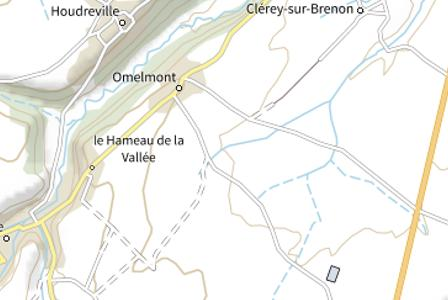 Houdreville
Clérey-sur-Brenon
Omelmont
le Hameau de la
Vallée
e